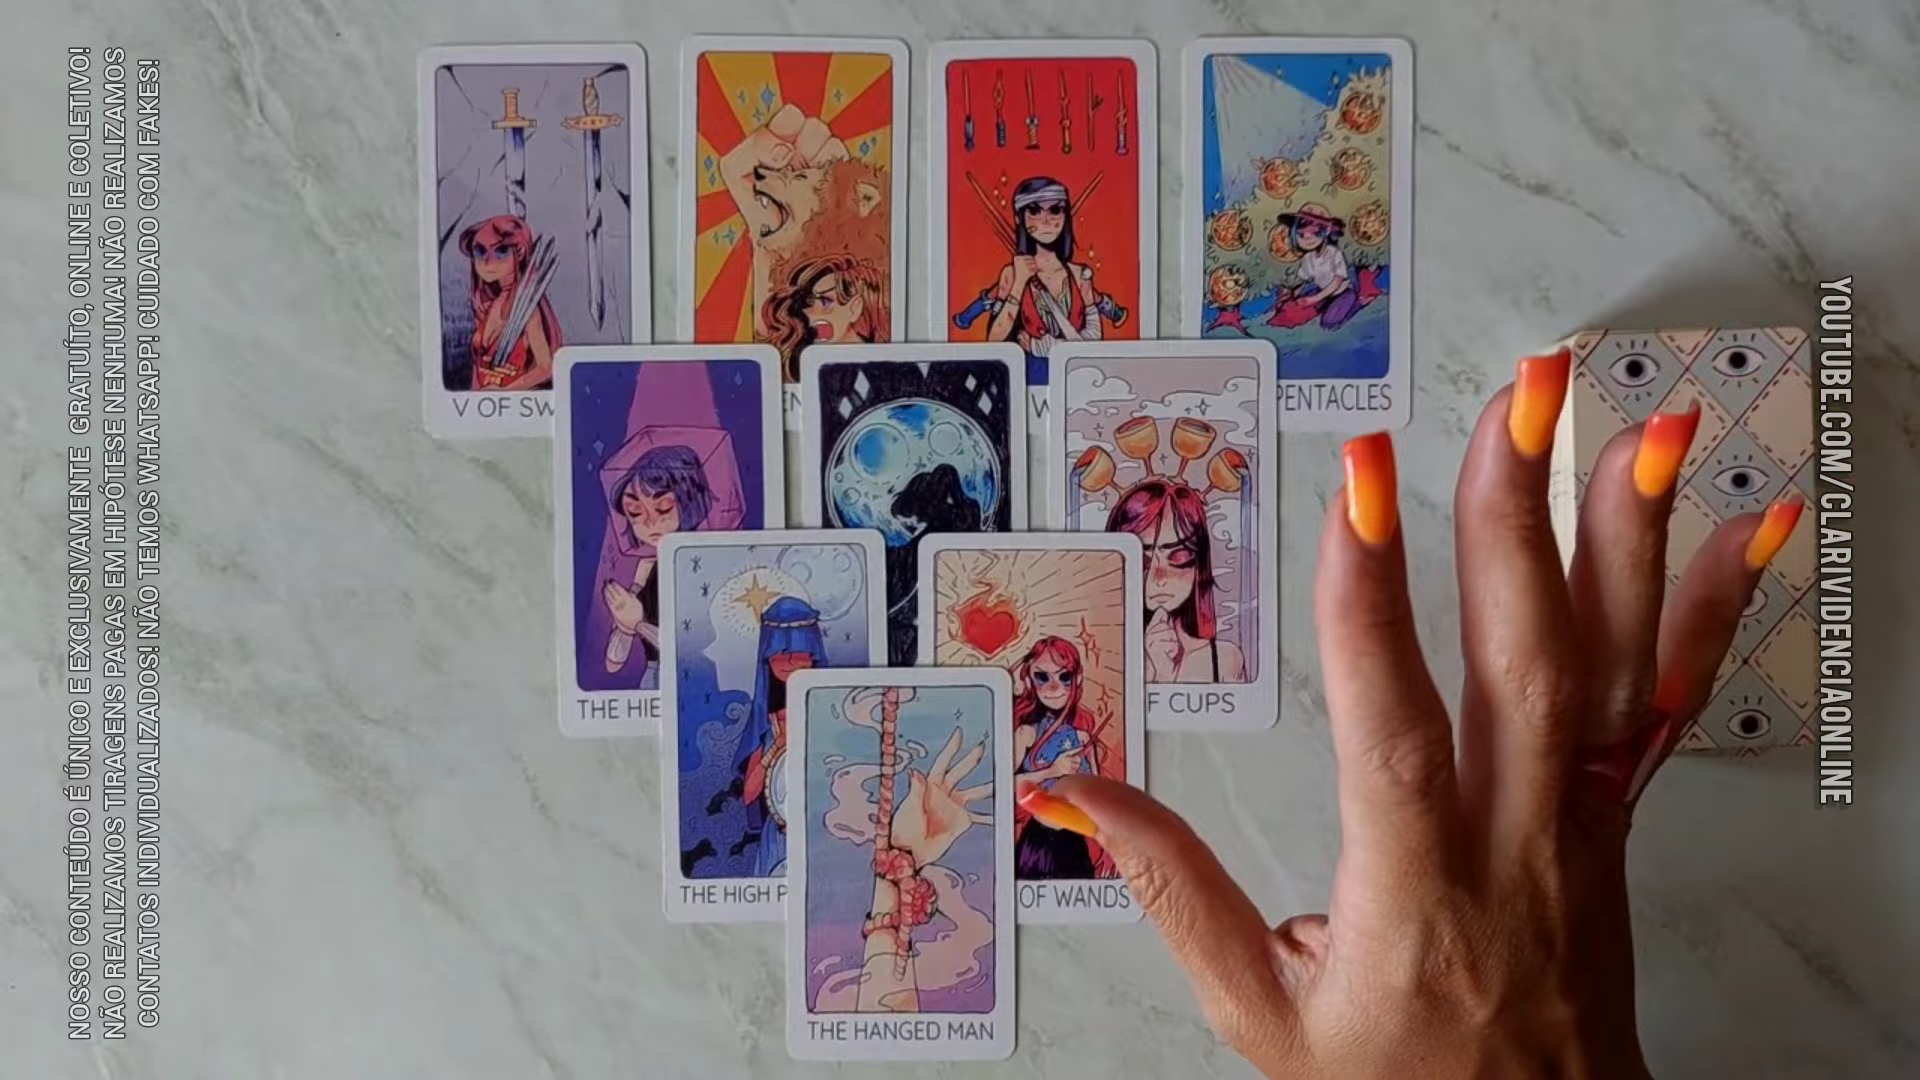 NOSSO CONTEÚDO É ÚNICO E EXCLUSIVAMENTE GRATUÍTO, ONLINE E COLETIVO!
NÃO REALIZAMOS TIRAGENS PAGAS EM HIPÓTESE NENHUMA! NÃO REALIZAMOS
CONTATOS INDIVIDUALIZADOS! NÃO TEMOS WHATSAPP! CUIDADO COM FAKES!
V OF SW
EN
W
PENTACLES
THE HIE
F CUPS
THE HIGH P
OF WANDS
THE HANGED MAN
YOUTUBE.COM/CLARIVIDENCIAONLINE